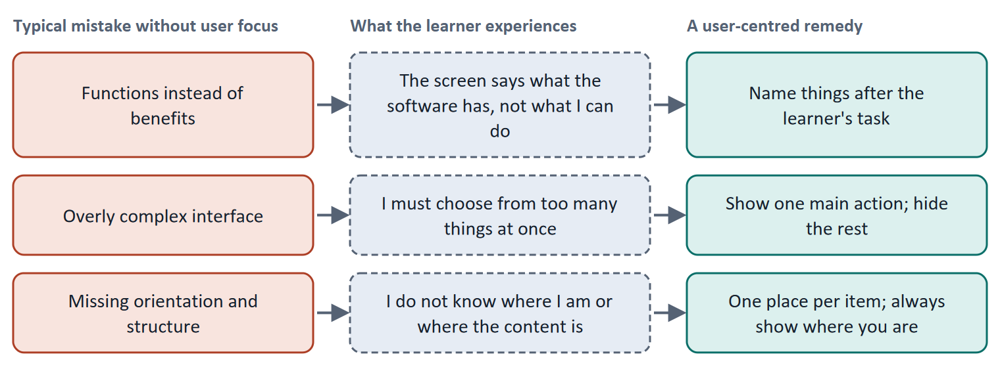 Typical mistake without user focus
What the learner experiences
A user-centred remedy
Functions instead of
benefits
The screen says what the
software has, not what I can
do
Name things after the
learner's task
Overly complex interface
I must choose from too many
things at once
Show one main action; hide
the rest
Missing orientation and
structure
I do not know where I am or
where the content is
One place per item; always
show where you are